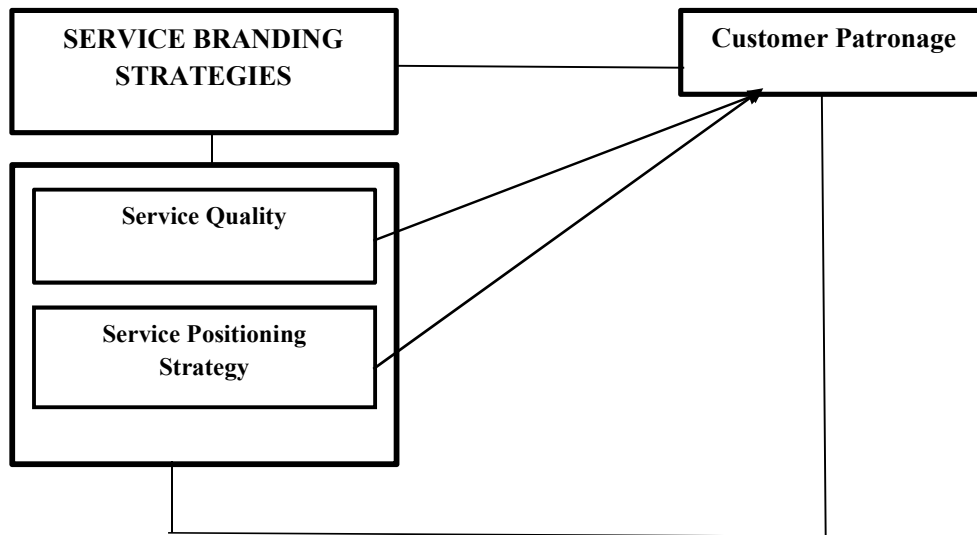 SERVICE BRANDING
STRATEGIES
Customer Patronage
Service Quality
Service Positioning
Strategy